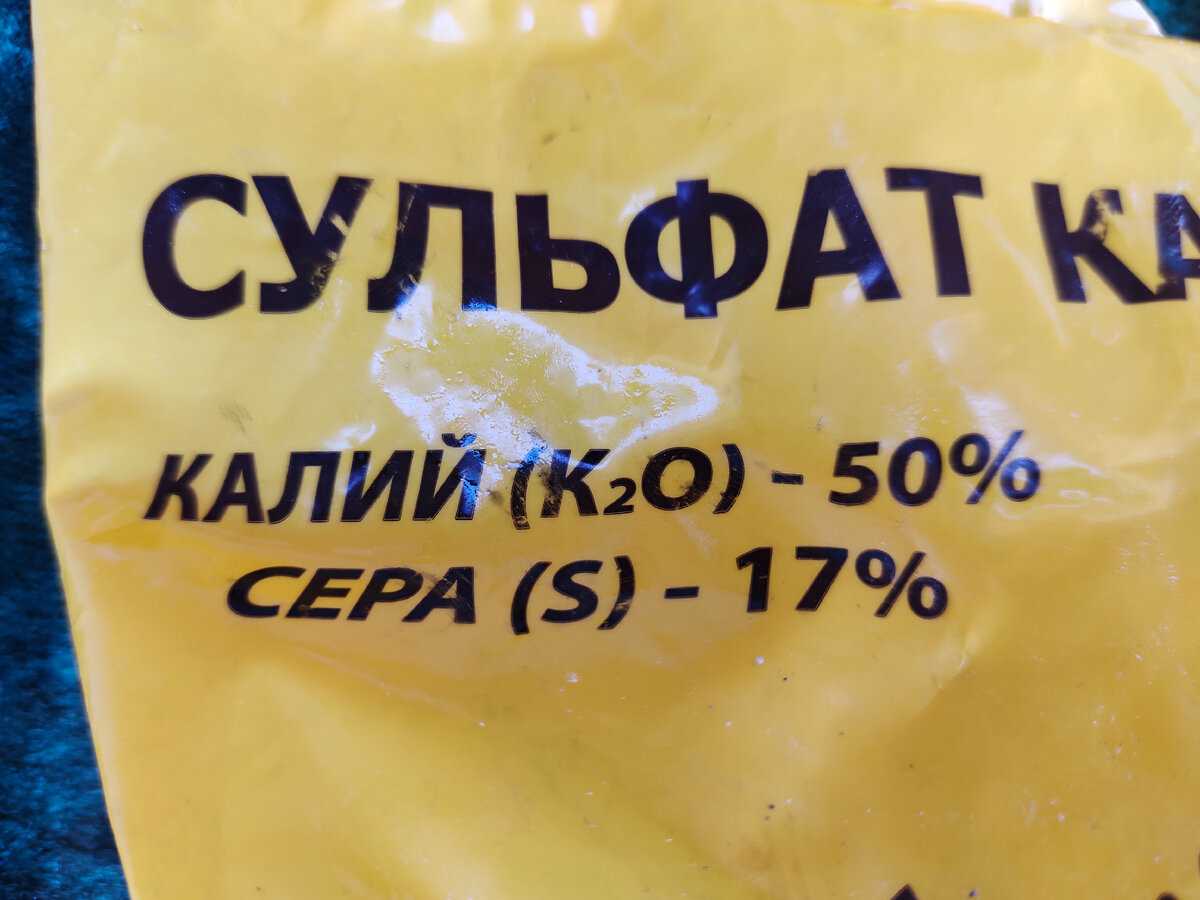 СУЛЬФАТ КА
КАЛИЙ (K₂O) - 50%
СЕРА (S) - 17%